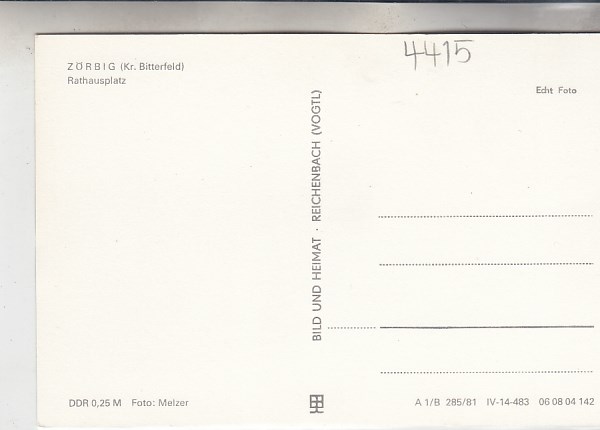 4415
ZÖRBIG (Kr. Bitterfeld)
Rathausplatz
Echt Foto
BILD UND HEIMAT · REICHENBACH (VOGTL)
DDR 0,25 M Foto: Melzer
A 1/B 285/81 IV-14-483 06 08 04 142